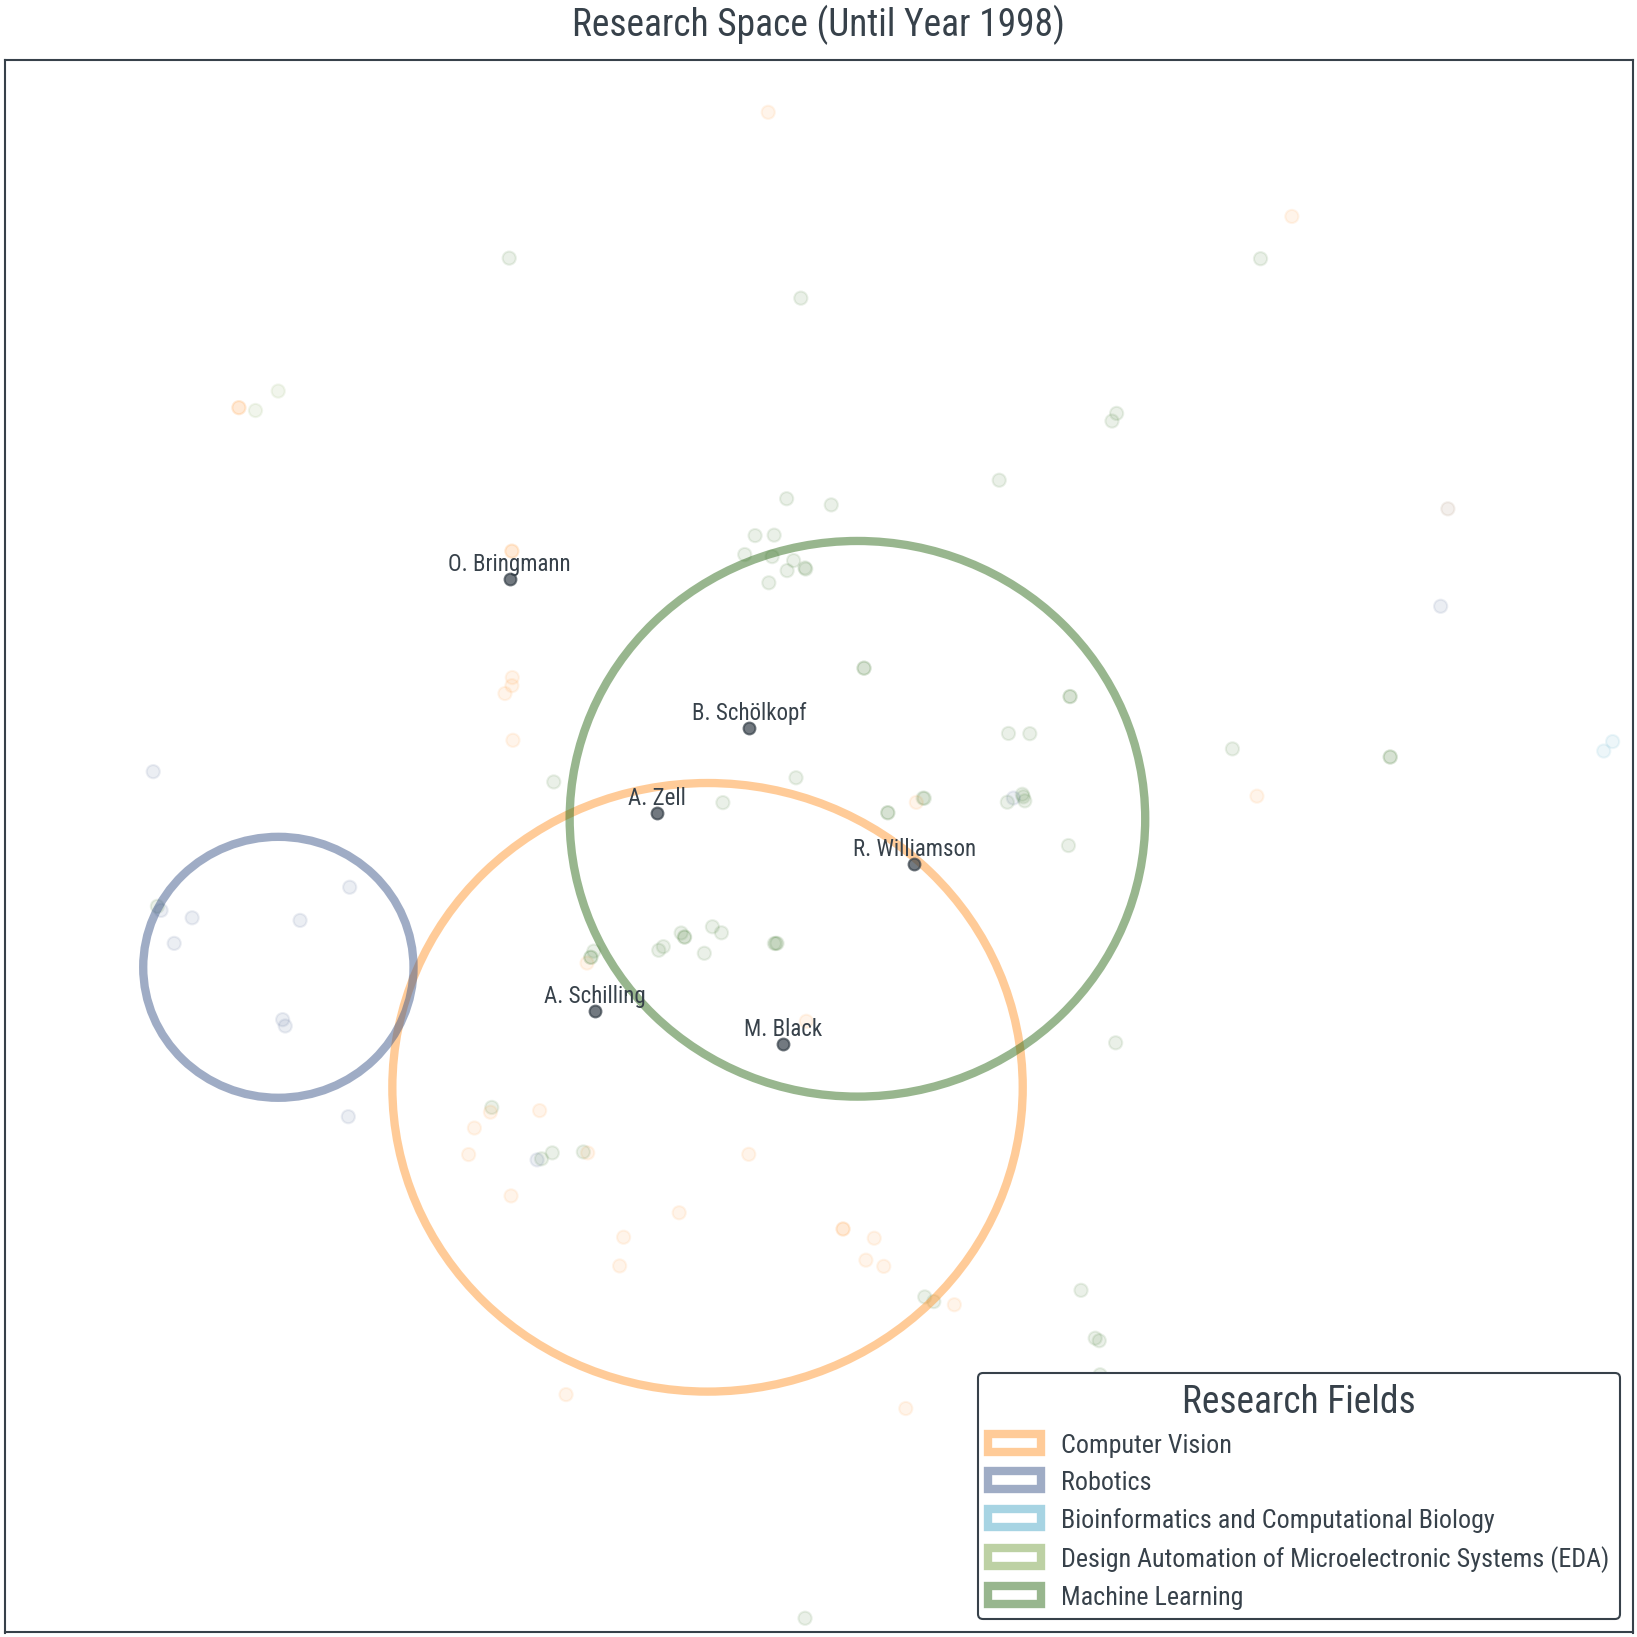 Research Space (Until Year 1998)
O. Bringmann
B. Schölkopf
A. Zell
R. Williamson
A. Schilling
M. Black
Research Fields
Computer Vision
Robotics
Bioinformatics and Computational Biology
Design Automation of Microelectronic Systems (EDA)
Machine Learning